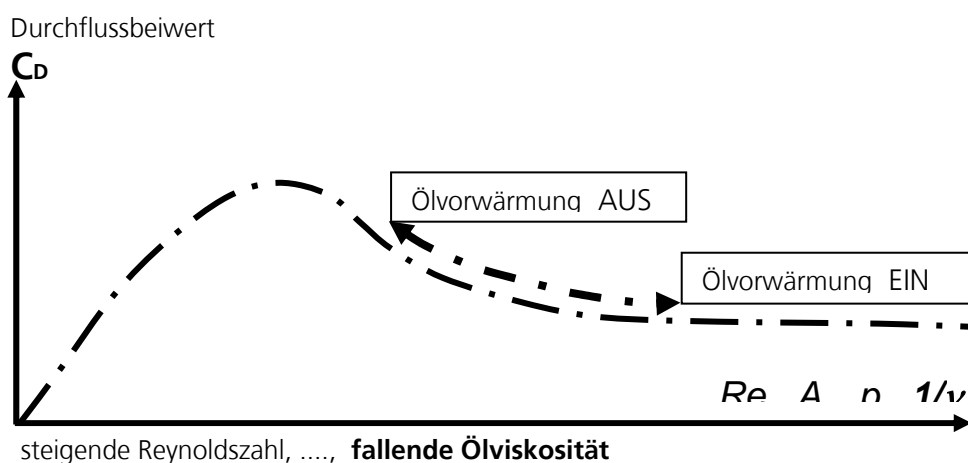 Durchflussbeiwert
CD
Ölvorwärmung AUS
Ölvorwärmung EIN
Re A p 1/ν
steigende Reynoldszahl, ...., fallende Ölviskosität